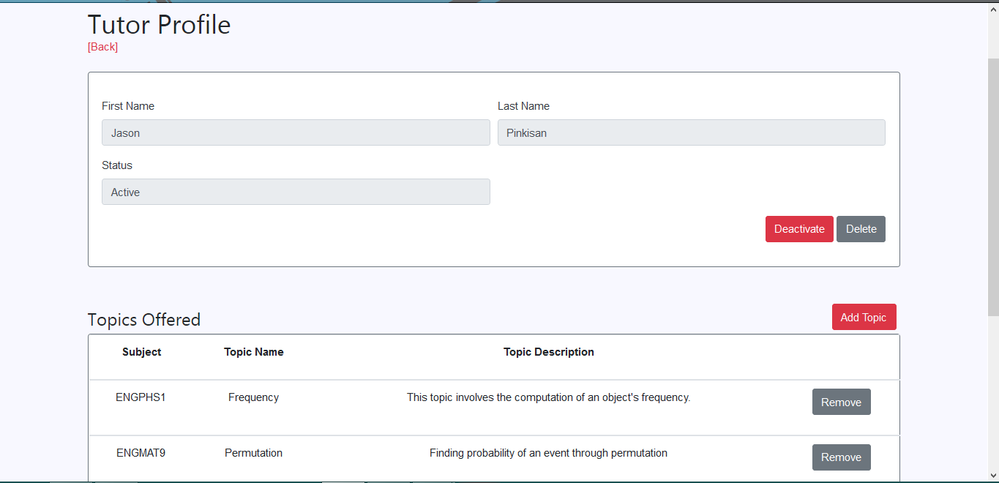 Tutor Profile
[Back]
First Name Last Name
Jason Pinkisan
Status
Active
Deactivate Delete
Topics Offered Add Topic
Subject Topic Name Topic Description
ENGPHS1 Frequency This topic involves the computation of an object's frequency. Remove
ENGMAT9 Permutation Finding probability of an event through permutation Remove